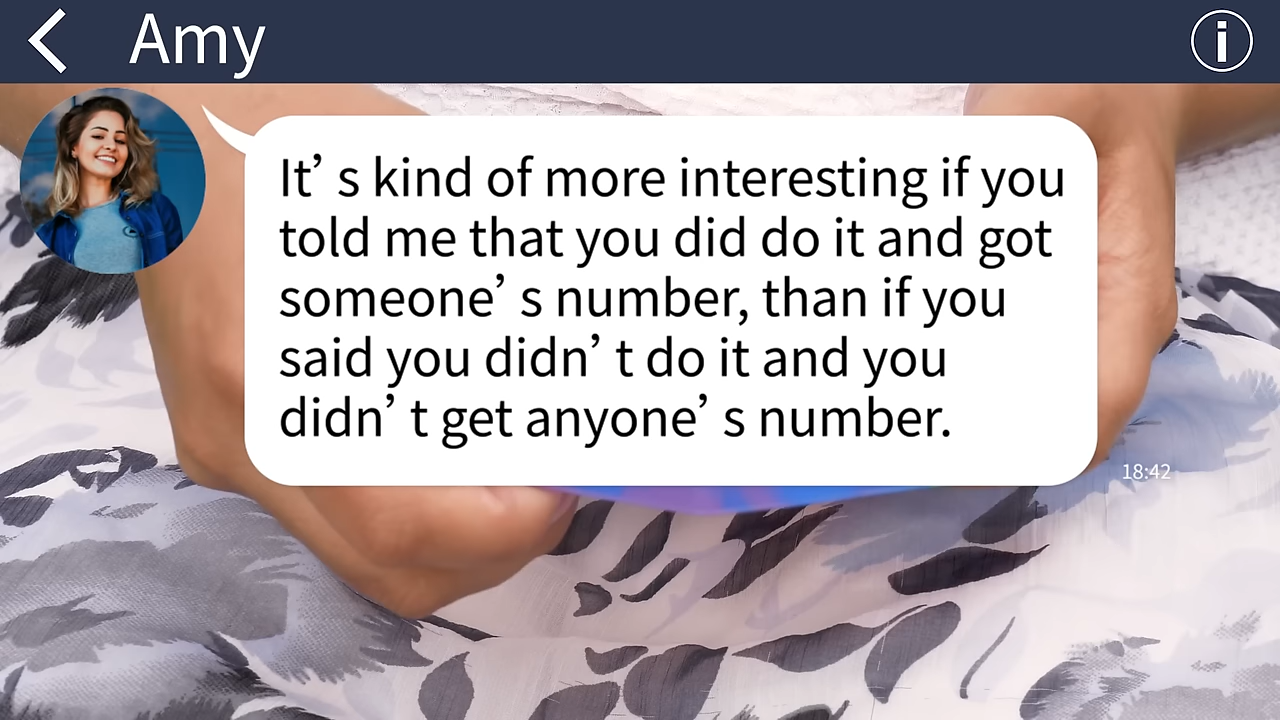 Amy
It’s kind of more interesting if you
told me that you did do it and got
someone’s number, than if you
said you didn’t do it and you
didn’t get anyone’s number.
18:42